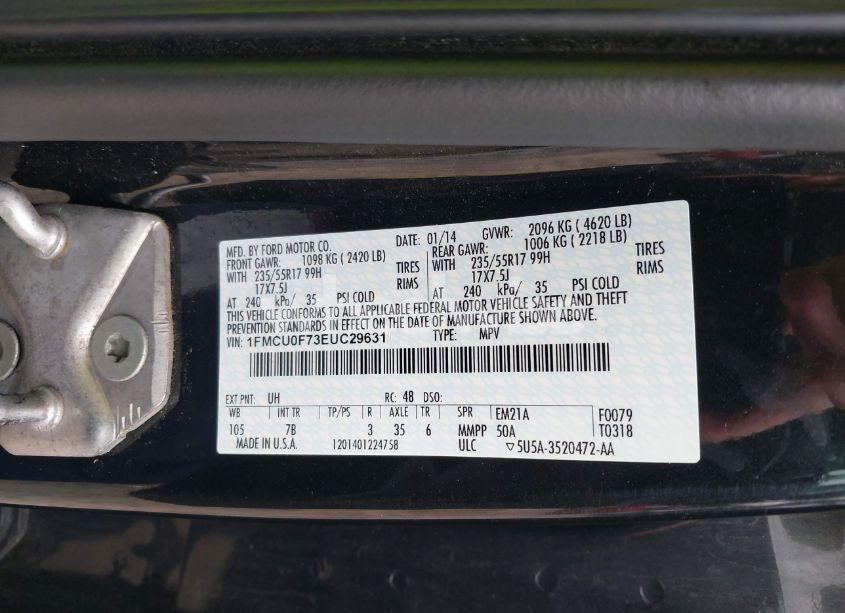 MFD. BY FORD MOTOR CO. DATE: 01/14 GVWR: 2096 KG ( 4620 LB)
FRONT GAWR: 1098 KG ( 2420 LB) REAR GAWR: 1006 KG ( 2218 LB)
WITH 235/55R17 99H TIRES WITH 235/55R17 99H TIRES
17X7.5J RIMS 17X7.5J RIMS
AT 240 kPa/ 35 PSI COLD AT 240 kPa/ 35 PSI COLD
THIS VEHICLE CONFORMS TO ALL APPLICABLE FEDERAL MOTOR VEHICLE SAFETY AND THEFT
PREVENTION STANDARDS IN EFFECT ON THE DATE OF MANUFACTURE SHOWN ABOVE.
VIN: 1FMCU0F73EUC29631 TYPE: MPV
EXT PNT: UH RC: 48 DSO:
WB INT TR TP/PS R AXLE TR SPR EM21A F0079
105 7B 3 35 6 MMPP 50A T0318
MADE IN U.S.A. 1201401224758 ULC ▽5U5A-3520472-AA